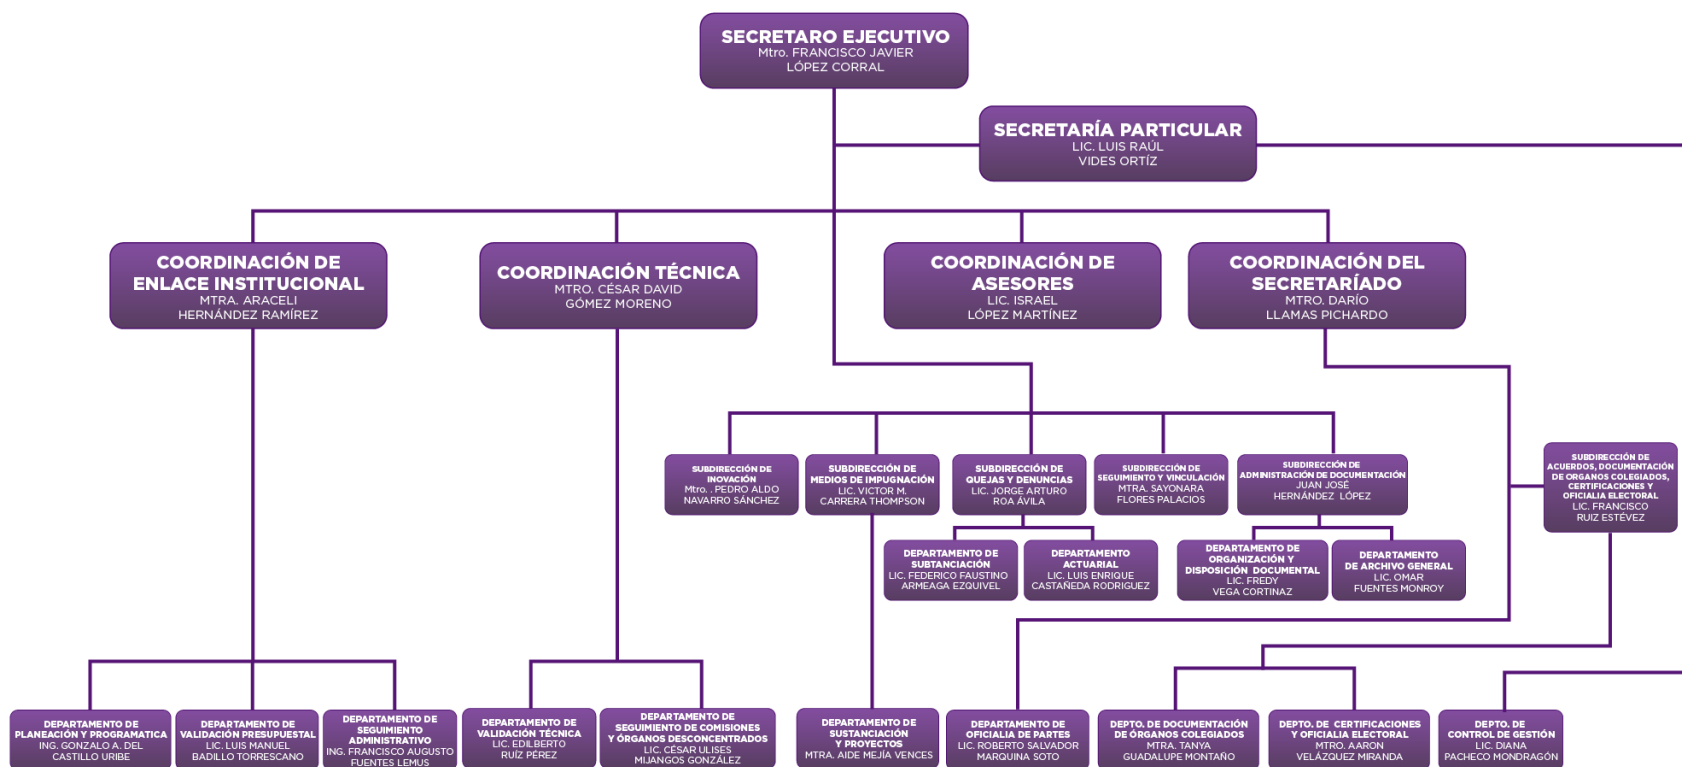 SECRETARO EJECUTIVO
Mtro. FRANCISCO JAVIER
LÓPEZ CORRAL
SECRETARÍA PARTICULAR
LIC. LUIS RAÚL
VIDES ORTÍZ
COORDINACIÓN DE
ENLACE INSTITUCIONAL
MTRA. ARACELI
HERNÁNDEZ RAMÍREZ
COORDINACIÓN TÉCNICA
MTRO. CÉSAR DAVID
GÓMEZ MORENO
COORDINACIÓN DE
ASESORES
LIC. ISRAEL
LÓPEZ MARTÍNEZ
COORDINACIÓN DEL
SECRETARÍADO
MTRO. DARÍO
LLAMAS PICHARDO
SUBDIRECCIÓN DE
INOVACIÓN
Mtro. . PEDRO ALDO
NAVARRO SÁNCHEZ
SUBDIRECCIÓN DE
MEDIOS DE IMPUGNACIÓN
LIC. VICTOR M.
CARRERA THOMPSON
SUBDIRECCIÓN DE
QUEJAS Y DENUNCIAS
LIC. JORGE ARTURO
ROA ÁVILA
SUBDIRECCIÓN DE
SEGUIMIENTO Y VINCULACIÓN
MTRA. SAYONARA
FLORES PALACIOS
SUBDIRECCIÓN DE
ADMINISTRACIÓN DE DOCUMENTACIÓN
JUAN JOSÉ
HERNÁNDEZ LÓPEZ
SUBDIRECCIÓN DE
ACUERDOS, DOCUMENTACIÓN
DE ORGANOS COLEGIADOS,
CERTIFICACIONES Y
OFICIALIA ELECTORAL
LIC. FRANCISCO
RUIZ ESTÉVEZ
DEPARTAMENTO DE
SUBTANCIACIÓN
LIC. FEDERICO FAUSTINO
ARMEAGA EZQUIVEL
DEPARTAMENTO
ACTUARIAL
LIC. LUIS ENRIQUE
CASTAÑEDA RODRIGUEZ
DEPARTAMENTO DE
ORGANIZACIÓN Y
DISPOSICIÓN DOCUMENTAL
LIC. FREDY
VEGA CORTINAZ
DEPARTAMENTO
DE ARCHIVO GENERAL
LIC. OMAR
FUENTES MONROY
DEPARTAMENTO DE
PLANEACIÓN Y PROGRAMATICA
ING. GONZALO A. DEL
CASTILLO URIBE
DEPARTAMENTO DE
VALIDACIÓN PRESUPUESTAL
LIC. LUIS MANUEL
BADILLO TORRESCANO
DEPARTAMENTO DE
SEGUIMIENTO
ADMINISTRATIVO
ING. FRANCISCO AUGUSTO
FUENTES LEMUS
DEPARTAMENTO DE
VALIDACIÓN TÉCNICA
LIC. EDILBERTO
RUÍZ PÉREZ
DEPARTAMENTO DE
SEGUIMIENTO DE COMISIONES
Y ÓRGANOS DESCONCENTRADOS
LIC. CÉSAR ULISES
MIJANGOS GONZÁLEZ
DEPARTAMENTO DE
SUSTANCIACIÓN
Y PROYECTOS
MTRA. AIDE MEJÍA VENCES
DEPARTAMENTO DE
OFICIALIA DE PARTES
LIC. ROBERTO SALVADOR
MARQUINA SOTO
DEPTO. DE DOCUMENTACIÓN
DE ÓRGANOS COLEGIADOS
MTRA. TANYA
GUADALUPE MONTAÑO
DEPTO. DE CERTIFICACIONES
Y OFICIALIA ELECTORAL
MTRO. AARON
VELÁZQUEZ MIRANDA
DEPTO. DE
CONTROL DE GESTIÓN
LIC. DIANA
PACHECO MONDRAGÓN